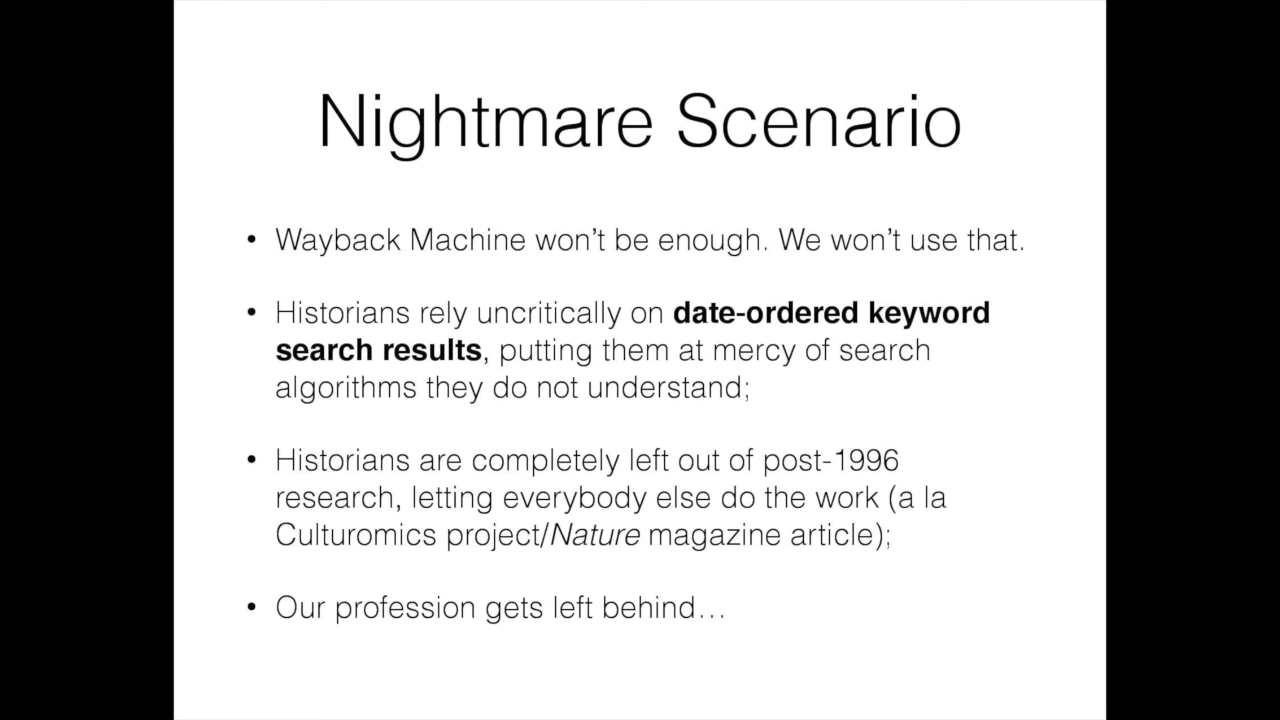 Nightmare Scenario
• Wayback Machine won’t be enough. We won’t use that.
• Historians rely uncritically on date-ordered keyword
search results, putting them at mercy of search
algorithms they do not understand;
• Historians are completely left out of post-1996
research, letting everybody else do the work (a la
Culturomics project/Nature magazine article);
• Our profession gets left behind…